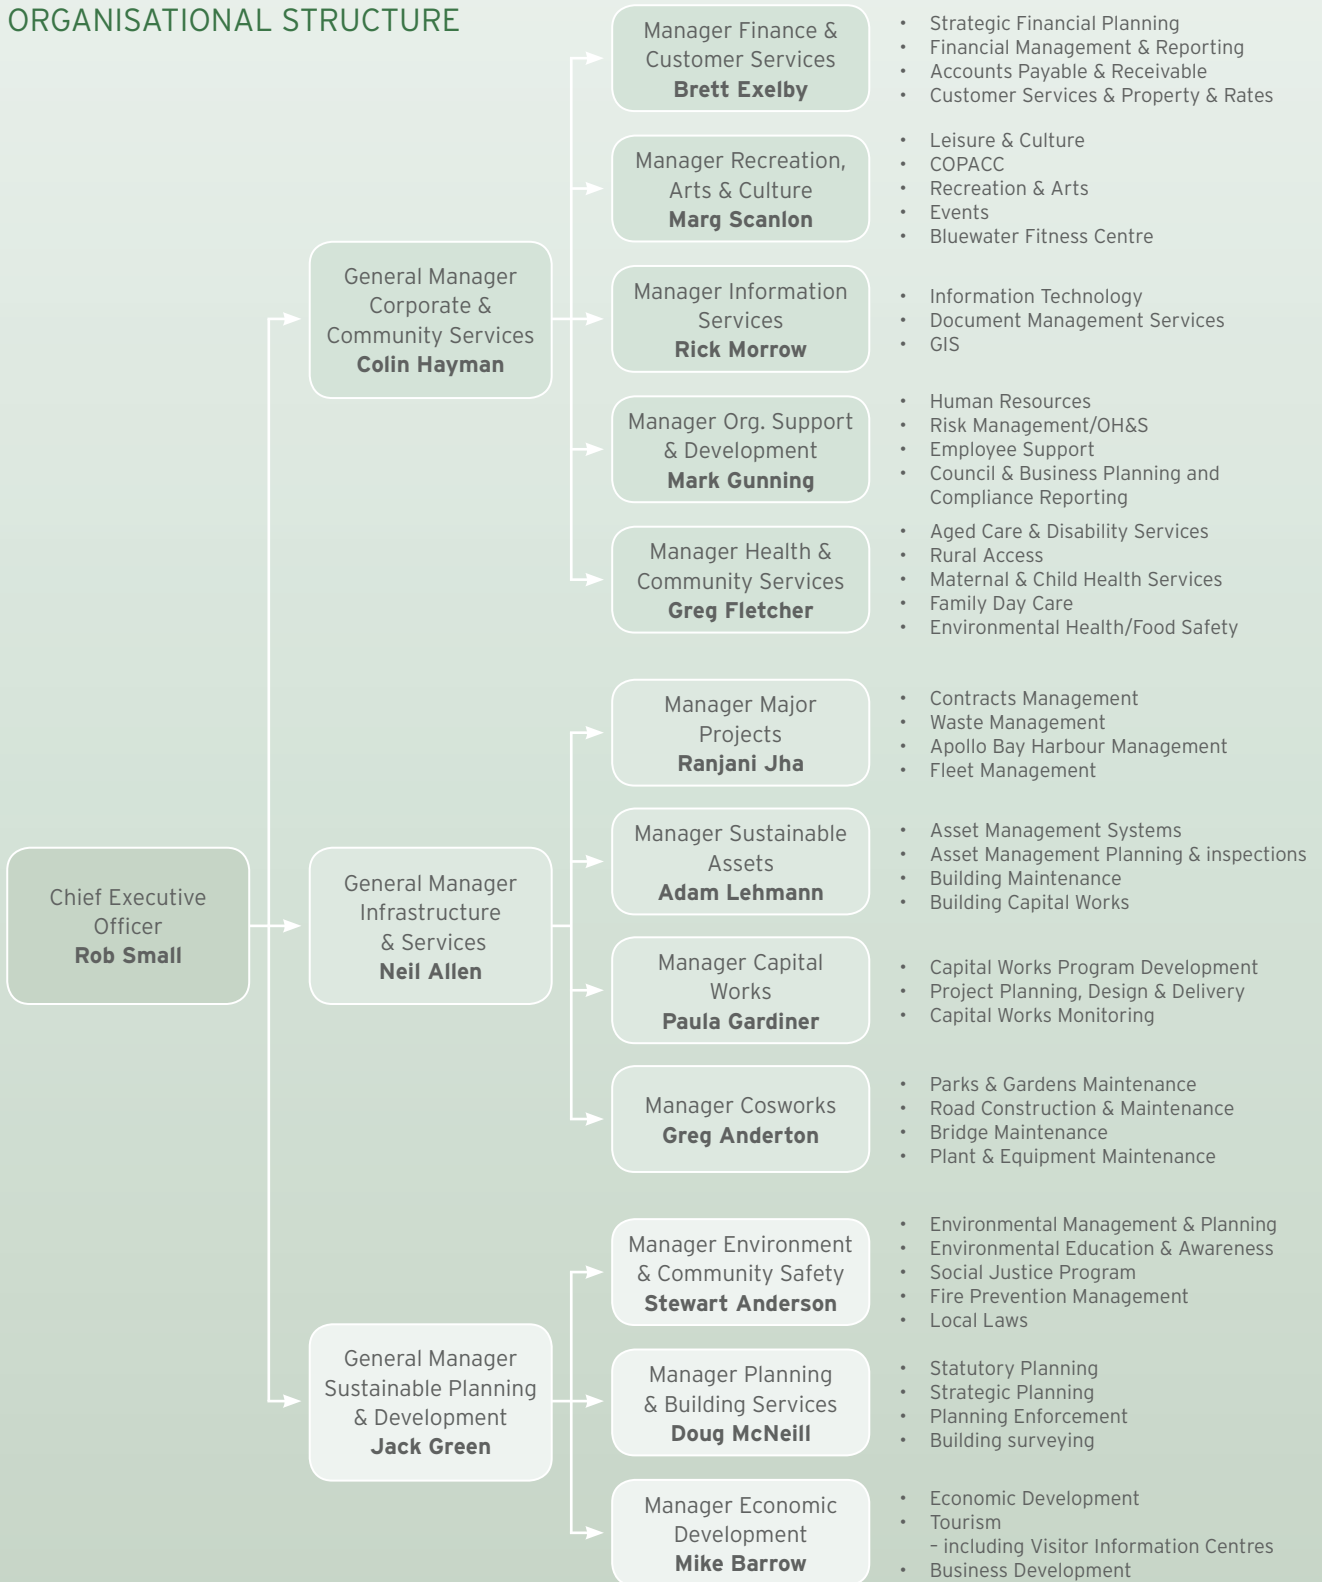 ORGANISATIONAL STRUCTURE
Manager Finance &
Customer Services
Brett Exelby
• Strategic Financial Planning
• Financial Management & Reporting
• Accounts Payable & Receivable
• Customer Services & Property & Rates
Manager Recreation,
Arts & Culture
Marg Scanlon
• Leisure & Culture
• COPACC
• Recreation & Arts
• Events
• Bluewater Fitness Centre
General Manager
Corporate &
Community Services
Colin Hayman
Manager Information
Services
Rick Morrow
• Information Technology
• Document Management Services
• GIS
Manager Org. Support
& Development
Mark Gunning
• Human Resources
• Risk Management/OH&S
• Employee Support
• Council & Business Planning and
Compliance Reporting
Manager Health &
Community Services
Greg Fletcher
• Aged Care & Disability Services
• Rural Access
• Maternal & Child Health Services
• Family Day Care
• Environmental Health/Food Safety
Manager Major
Projects
Ranjani Jha
• Contracts Management
• Waste Management
• Apollo Bay Harbour Management
• Fleet Management
Manager Sustainable
Assets
Adam Lehmann
• Asset Management Systems
• Asset Management Planning & inspections
• Building Maintenance
• Building Capital Works
Chief Executive
Officer
Rob Small
General Manager
Infrastructure
& Services
Neil Allen
Manager Capital
Works
Paula Gardiner
• Capital Works Program Development
• Project Planning, Design & Delivery
• Capital Works Monitoring
Manager Cosworks
Greg Anderton
• Parks & Gardens Maintenance
• Road Construction & Maintenance
• Bridge Maintenance
• Plant & Equipment Maintenance
Manager Environment
& Community Safety
Stewart Anderson
• Environmental Management & Planning
• Environmental Education & Awareness
• Social Justice Program
• Fire Prevention Management
• Local Laws
General Manager
Sustainable Planning
& Development
Jack Green
Manager Planning
& Building Services
Doug McNeill
• Statutory Planning
• Strategic Planning
• Planning Enforcement
• Building surveying
Manager Economic
Development
Mike Barrow
• Economic Development
• Tourism
– including Visitor Information Centres
• Business Development